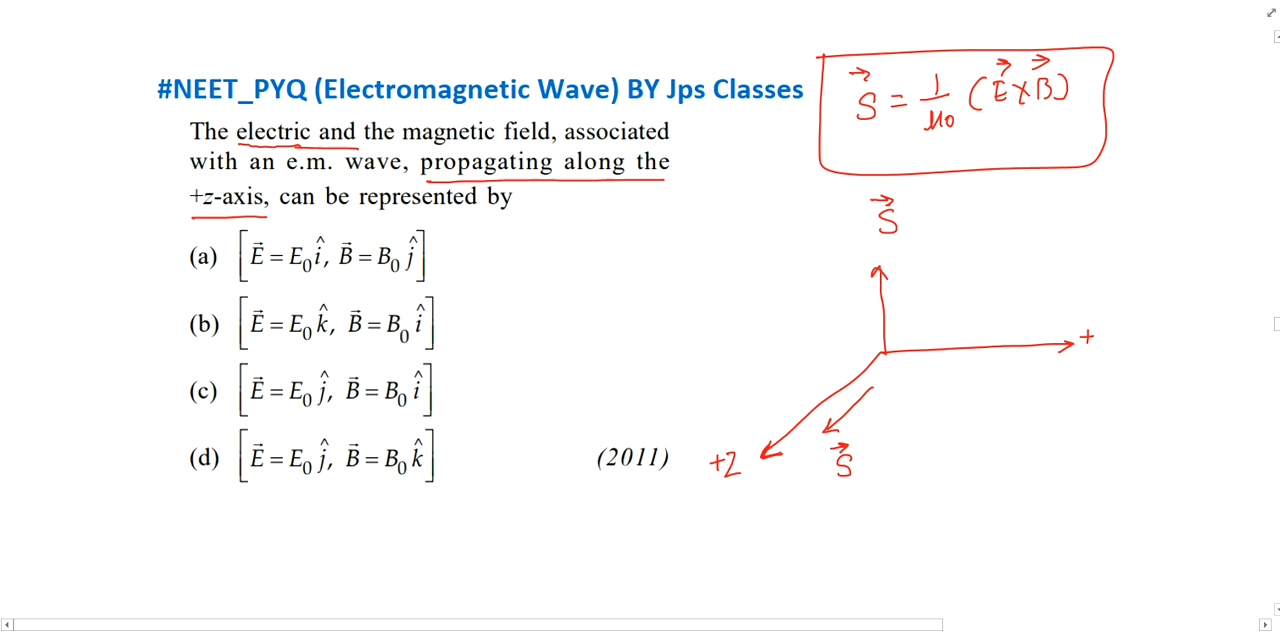 #NEET_PYQ (Electromagnetic Wave) BY Jps Classes
The electric and the magnetic field, associated
with an e.m. wave, propagating along the
+z-axis, can be represented by
(a) [E⃗ = E₀î, B⃗ = B₀ĵ]
(b) [E⃗ = E₀k̂, B⃗ = B₀î]
(c) [E⃗ = E₀ĵ, B⃗ = B₀î]
(d) [E⃗ = E₀ĵ, B⃗ = B₀k̂] (2011)
S⃗ = 1/μ₀ (E⃗ × B⃗)
S⃗
+
+z
S⃗